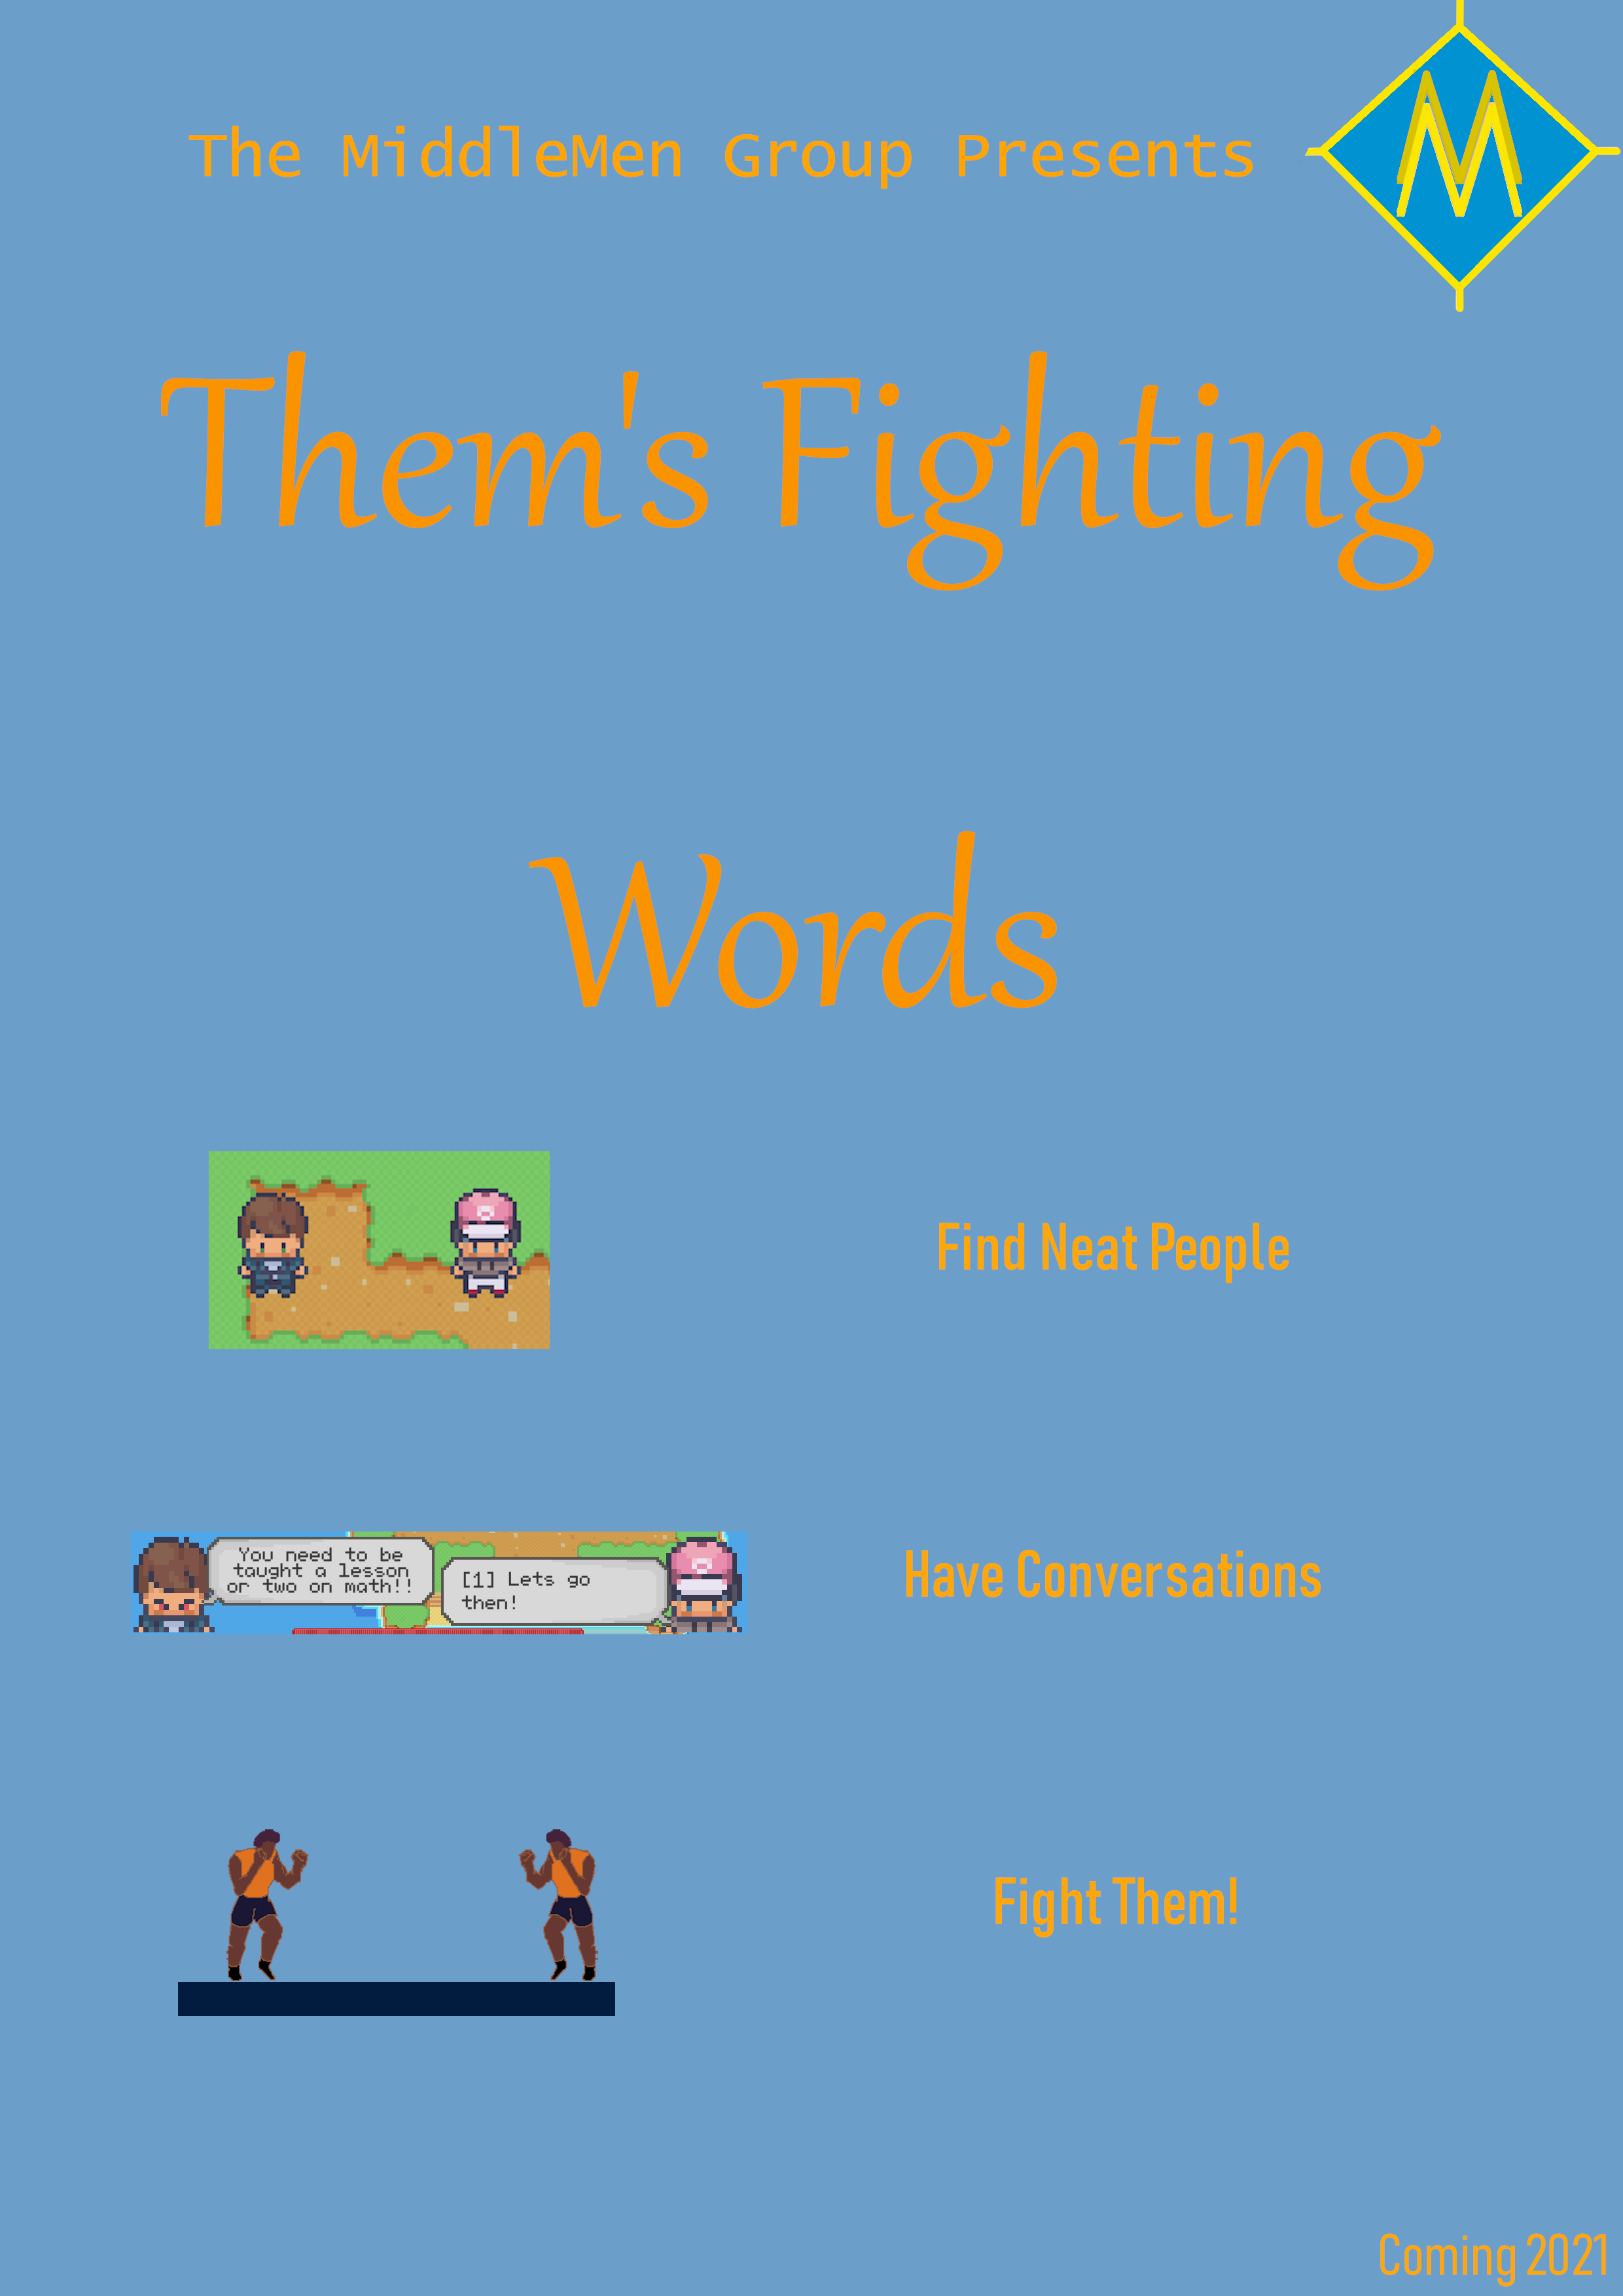 The MiddleMen Group Presents
M
Them's Fighting
Words
Find Neat People
You need to be
taught a lesson
or two on math!!
[1] Lets go
then!
Have Conversations
Fight Them!
Coming 2021